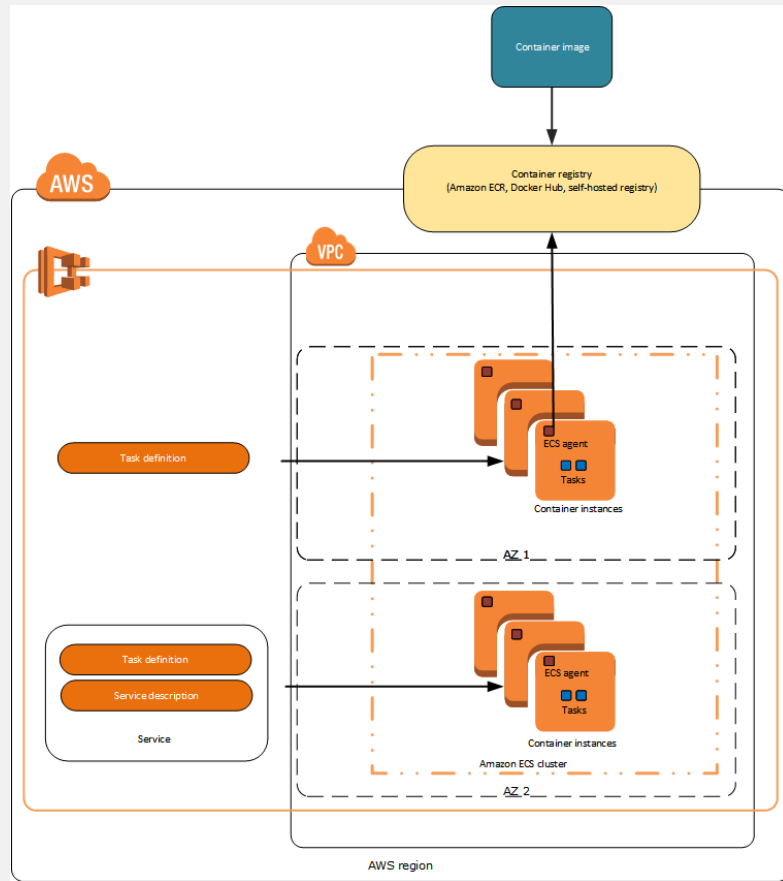 Container image
Container registry
(Amazon ECR, Docker Hub, self-hosted registry)
AWS
VPC
ECS agent
Tasks
Container instances
Task definition
AZ 1
ECS agent
Tasks
Container instances
Task definition
Service description
Service
Amazon ECS cluster
AZ 2
AWS region